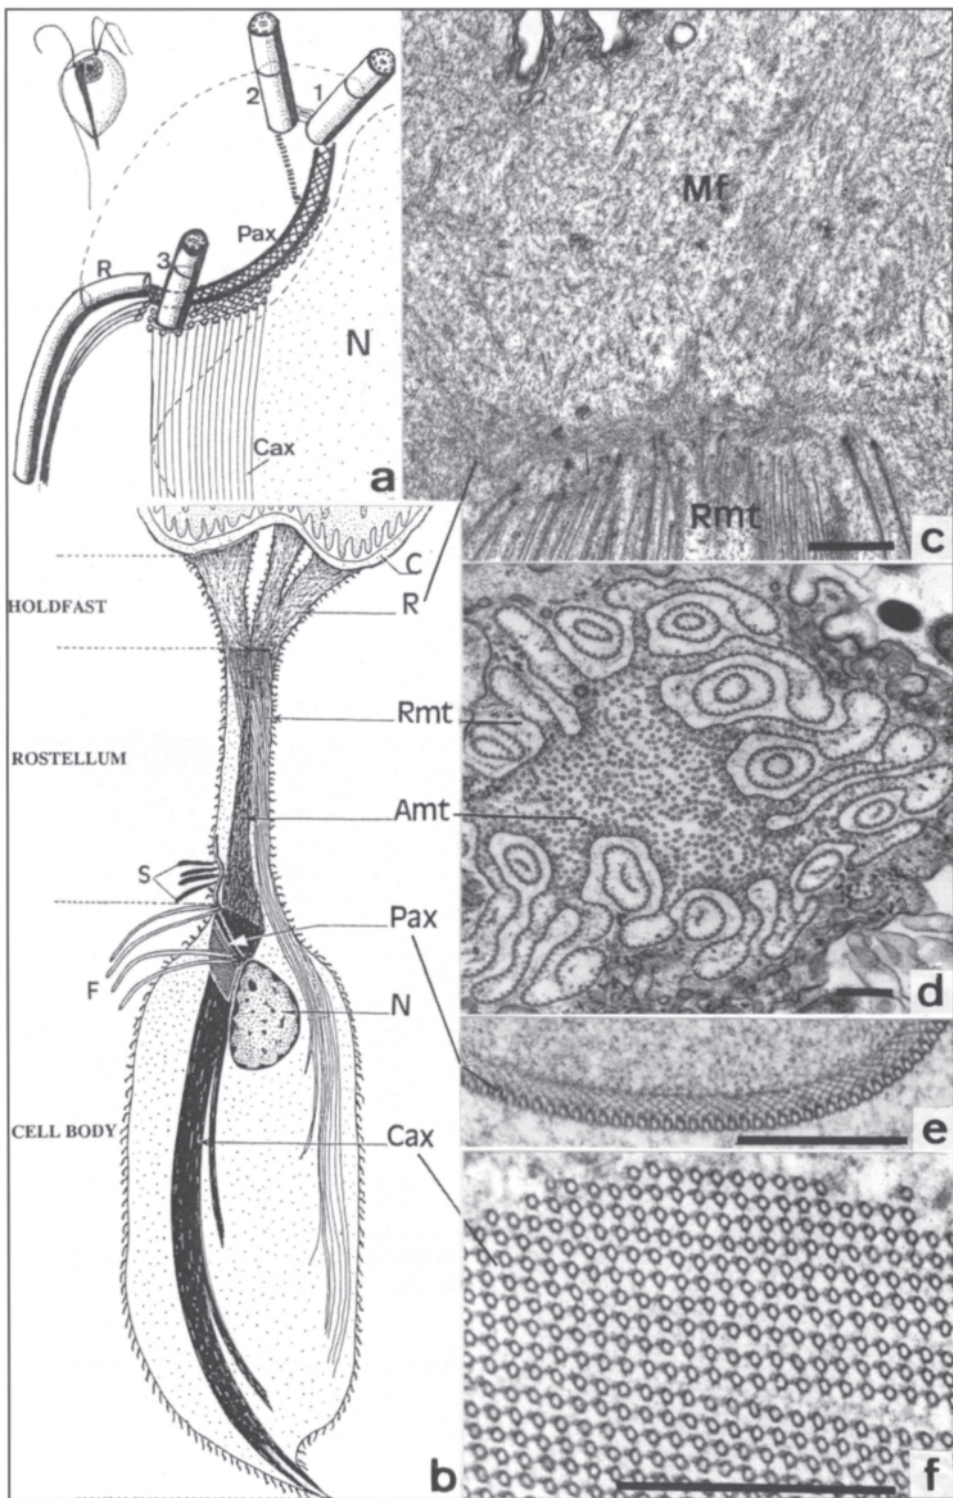 2
1
Pax
3
R
N
Cax
a
Mf
Rmt
c
C
HOLDFAST
R
Rmt
ROSTELLUM
Amt
S
Pax
F
N
d
e
CELL BODY
Cax
b
f